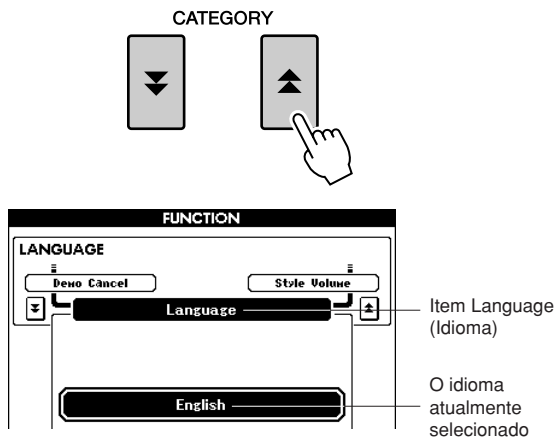 CATEGORY
FUNCTION
LANGUAGE
Demo Cancel
Style Volume
Language
Item Language
(Idioma)
English
O idioma
atualmente
selecionado